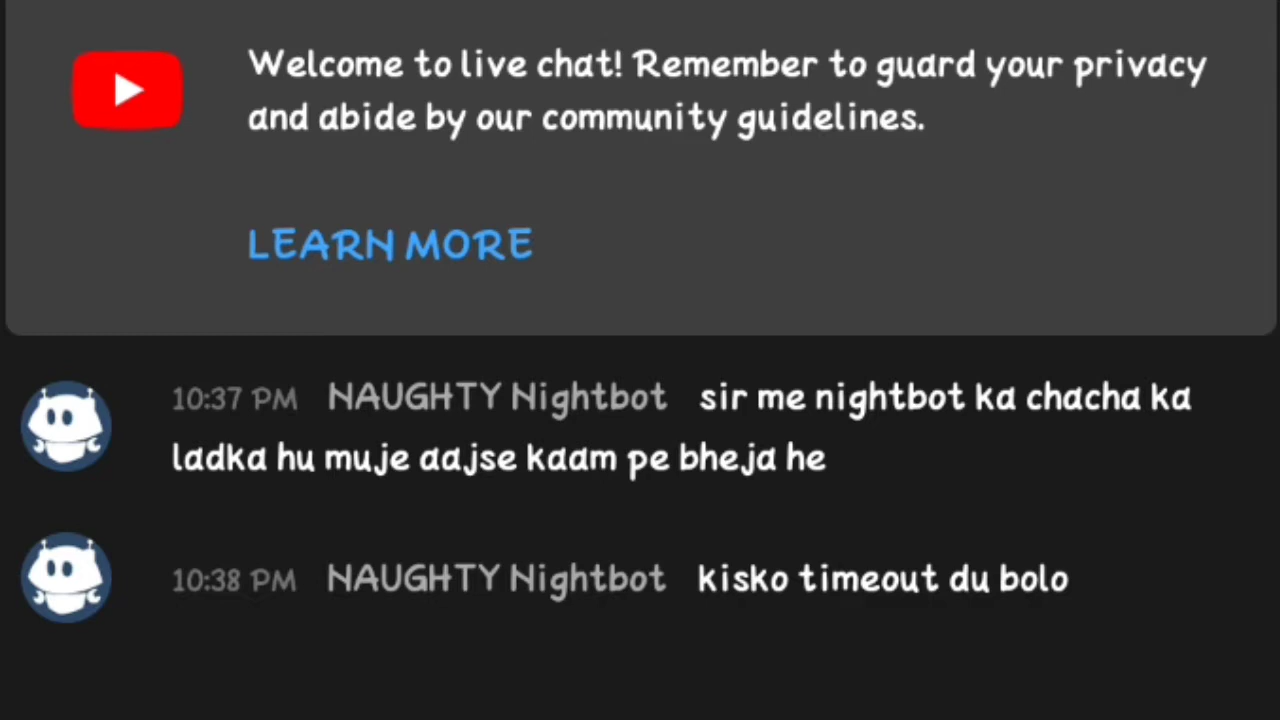 Welcome to live chat! Remember to guard your privacy
and abide by our community guidelines.
LEARN MORE
10:37 PM NAUGHTY Nightbot sir me nightbot ka chacha ka
ladka hu muje aajse kaam pe bheja he
10:38 PM NAUGHTY Nightbot kisko timeout du bolo